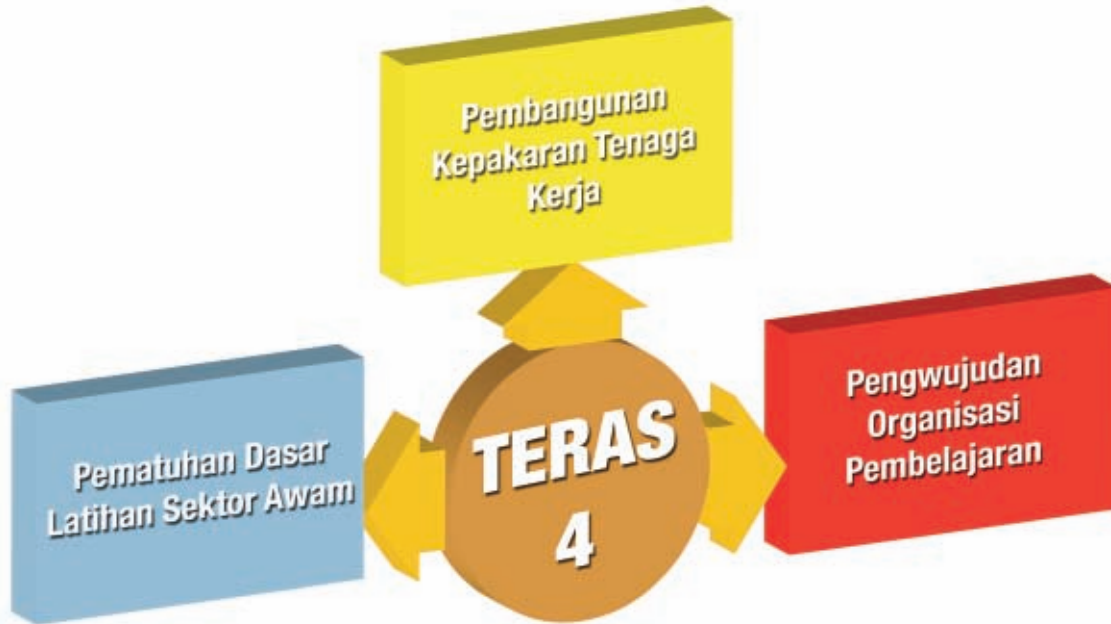 Pembangunan
Kepakaran Tenaga
Kerja
Pematuhan Dasar
Latihan Sektor Awam
TERAS
4
Pengwujudan
Organisasi
Pembelajaran